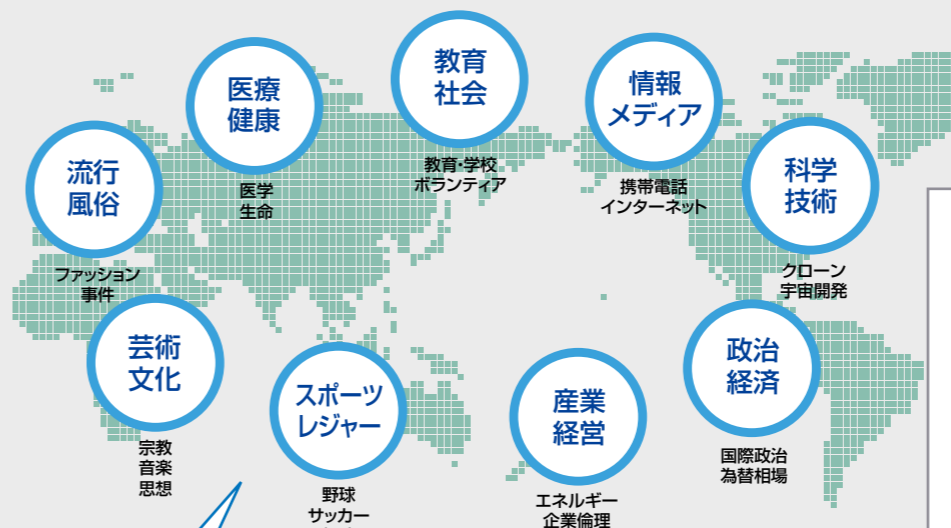 流行
風俗
ファッション
事件
医療
健康
医学
生命
教育
社会
教育・学校
ボランティア
情報
メディア
携帯電話
インターネット
科学
技術
クローン
宇宙開発
芸術
文化
宗教
音楽
思想
スポーツ
レジャー
野球
サッカー
産業
経営
エネルギー
企業倫理
政治
経済
国際政治
為替相場